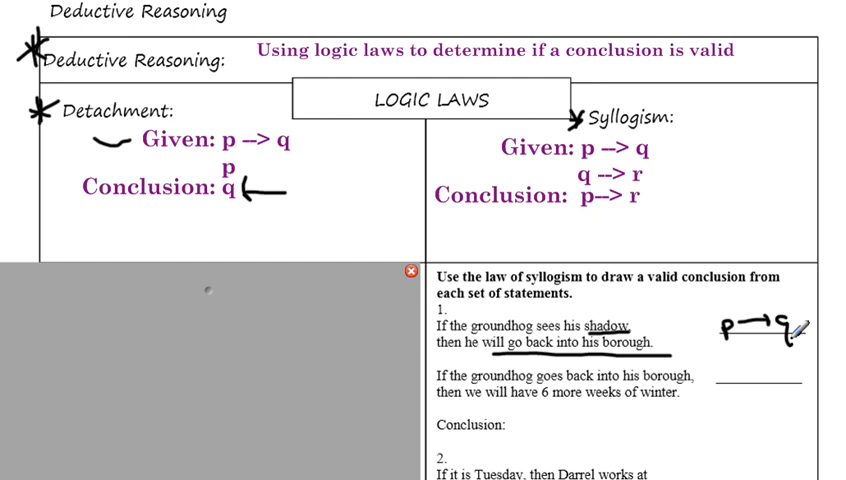 Deductive Reasoning
Deductive Reasoning: Using logic laws to determine if a conclusion is valid
LOGIC LAWS
Detachment:
Given: p --> q
p
Conclusion: q
Syllogism:
Given: p --> q
q --> r
Conclusion: p--> r
Use the law of syllogism to draw a valid conclusion from
each set of statements.
1.
If the groundhog sees his shadow,
then he will go back into his borough.
p → q
If the groundhog goes back into his borough,
then we will have 6 more weeks of winter.
Conclusion:
2.
If it is Tuesday, then Darrel works at